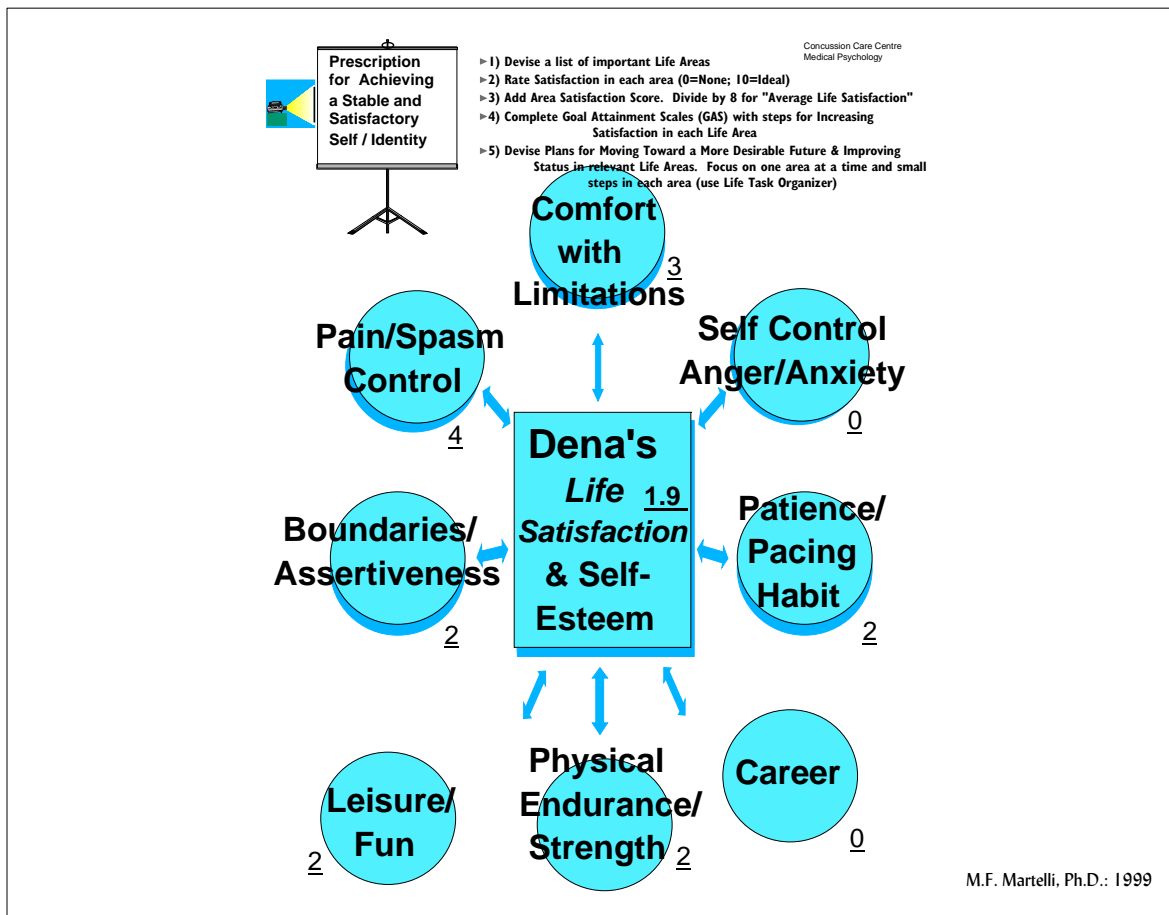 Prescription
for Achieving
a Stable and
Satisfactory
Self / Identity
Concussion Care Centre
Medical Psychology
1) Devise a list of important Life Areas
2) Rate Satisfaction in each area (0=None; 10=Ideal)
3) Add Area Satisfaction Score. Divide by 8 for "Average Life Satisfaction"
4) Complete Goal Attainment Scales (GAS) with steps for Increasing
Satisfaction in each Life Area
5) Devise Plans for Moving Toward a More Desirable Future & Improving
Status in relevant Life Areas. Focus on one area at a time and small
steps in each area (use Life Task Organizer)
Comfort
with
Limitations
3
Pain/Spasm
Control
4
Self Control
Anger/Anxiety
0
Dena's
Life 1.9
Satisfaction
& Self-
Esteem
Boundaries/
Assertiveness
2
Patience/
Pacing
Habit
2
Leisure/
Fun
2
Physical
Endurance/
Strength
2
Career
0
M.F. Martelli, Ph.D.: 1999